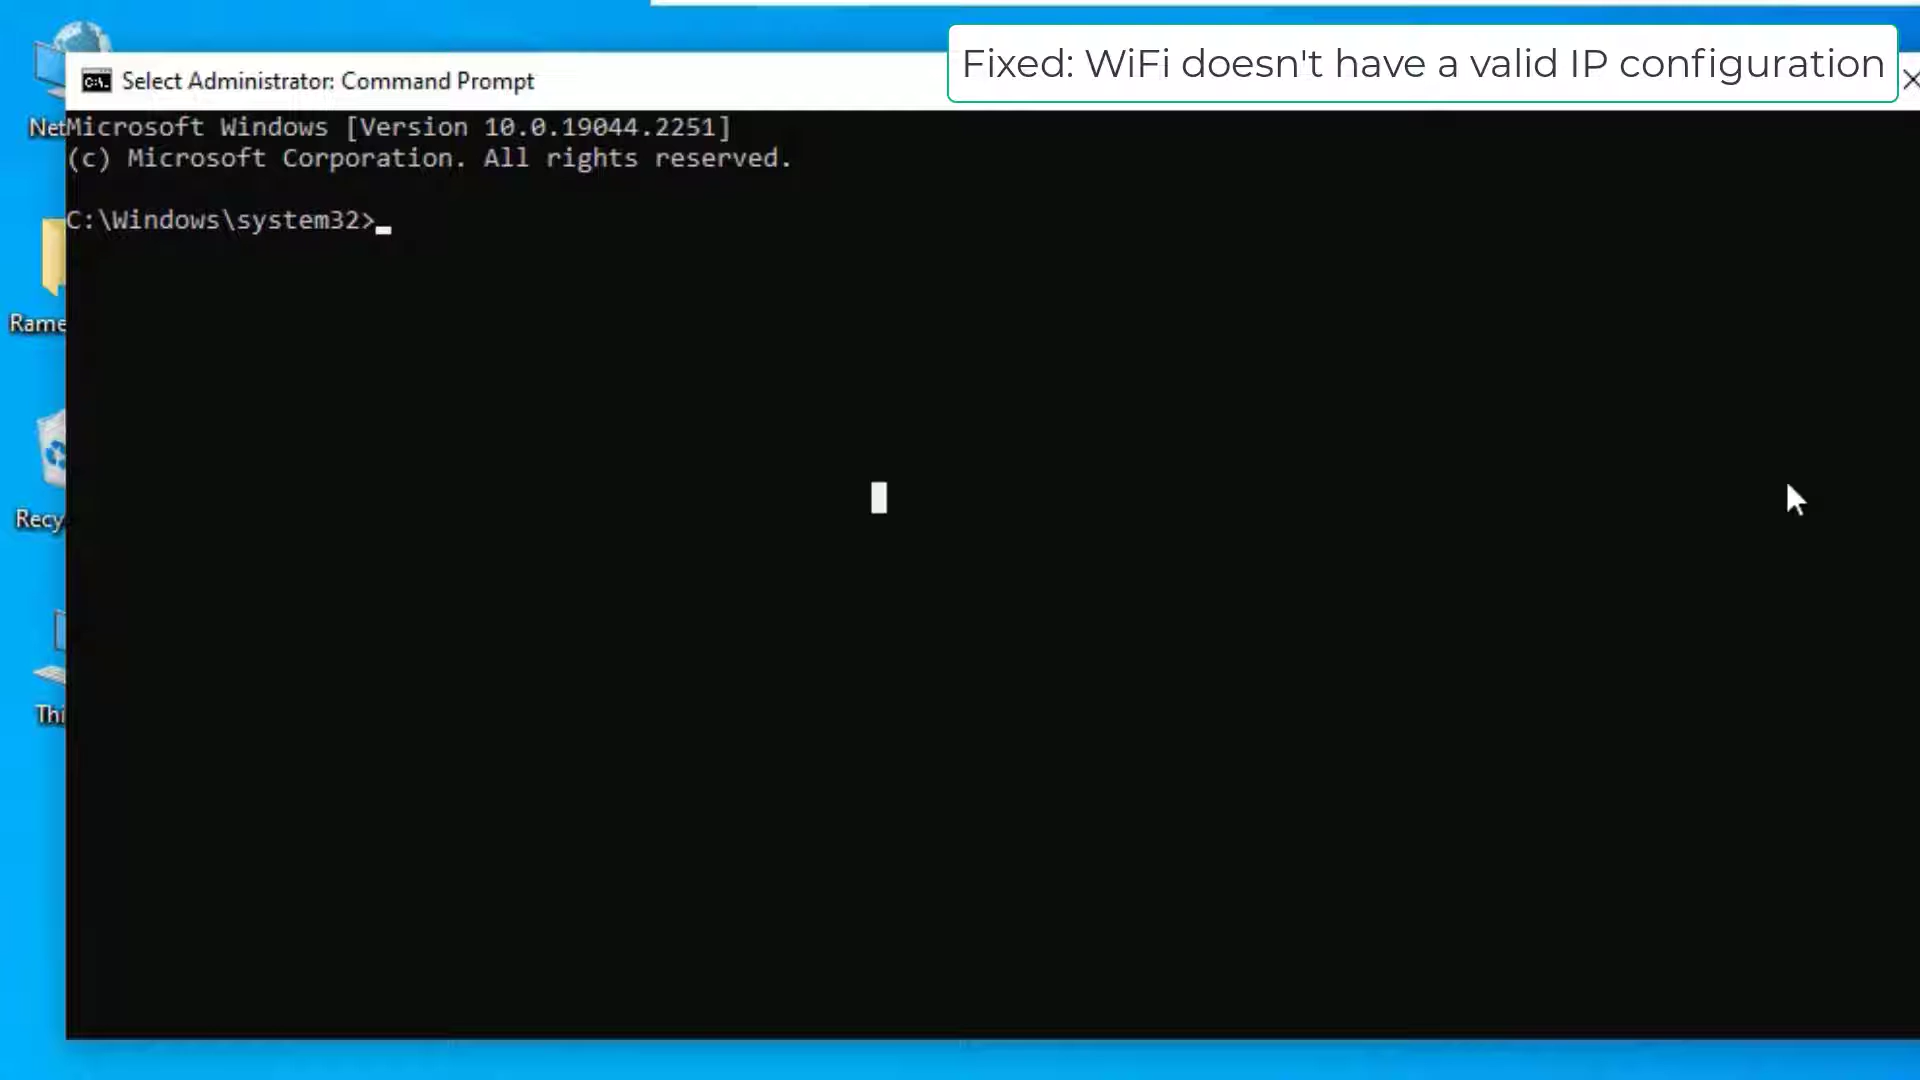 Fixed: WiFi doesn't have a valid IP configuration
Select Administrator: Command Prompt
Microsoft Windows [Version 10.0.19044.2251]
(c) Microsoft Corporation. All rights reserved.
C:\Windows\system32>
Net
Rame
Recy
Thi